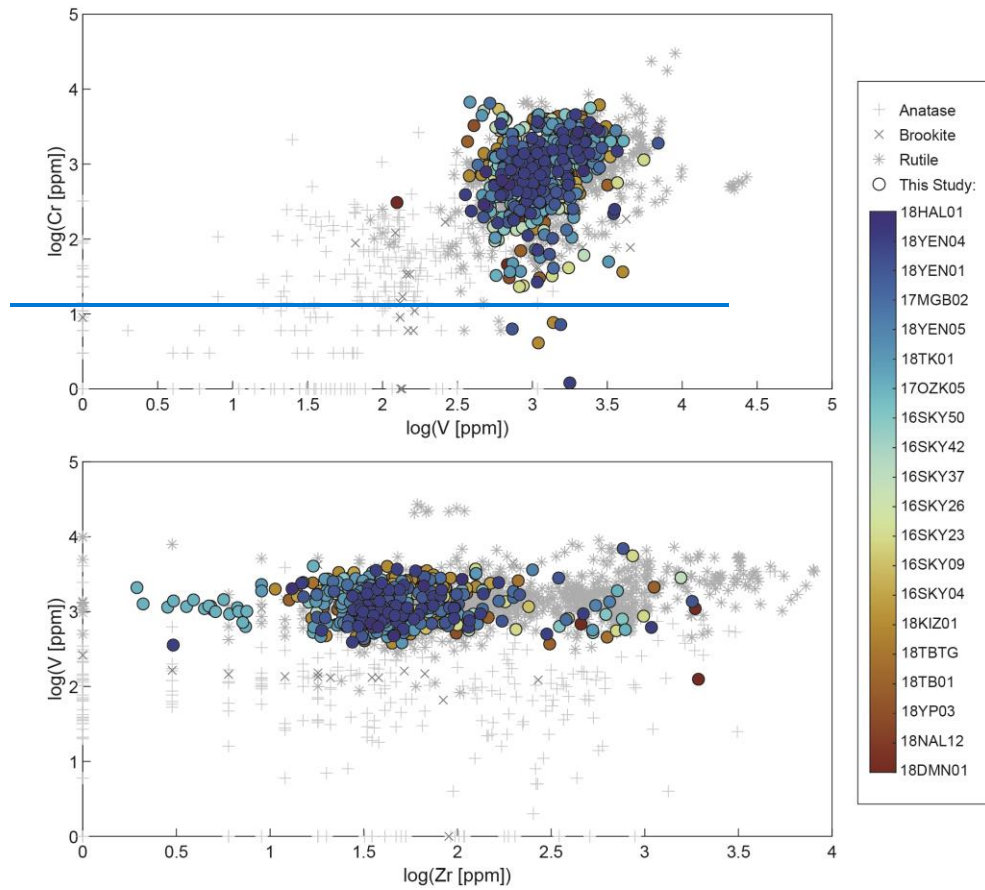 5
4
3
2
1
0
log(Cr [ppm])
0 0.5 1 1.5 2 2.5 3 3.5 4 4.5 5
log(V [ppm])
5
4
3
2
1
0
log(V [ppm])
0 0.5 1 1.5 2 2.5 3 3.5 4
log(Zr [ppm])
Anatase
Brookite
Rutile
This Study:
18HAL01
18YEN04
18YEN01
17MGB02
18YEN05
18TK01
17OZK05
16SKY50
16SKY42
16SKY37
16SKY26
16SKY23
16SKY09
16SKY04
18KIZ01
18TBTG
18TB01
18YP03
18NAL12
18DMN01